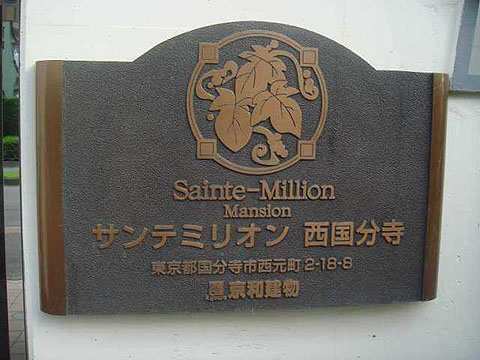 Sainte-Million
Mansion
サンテミリオン 西国分寺
東京都国分寺市西元町 2-18-8
京和建物